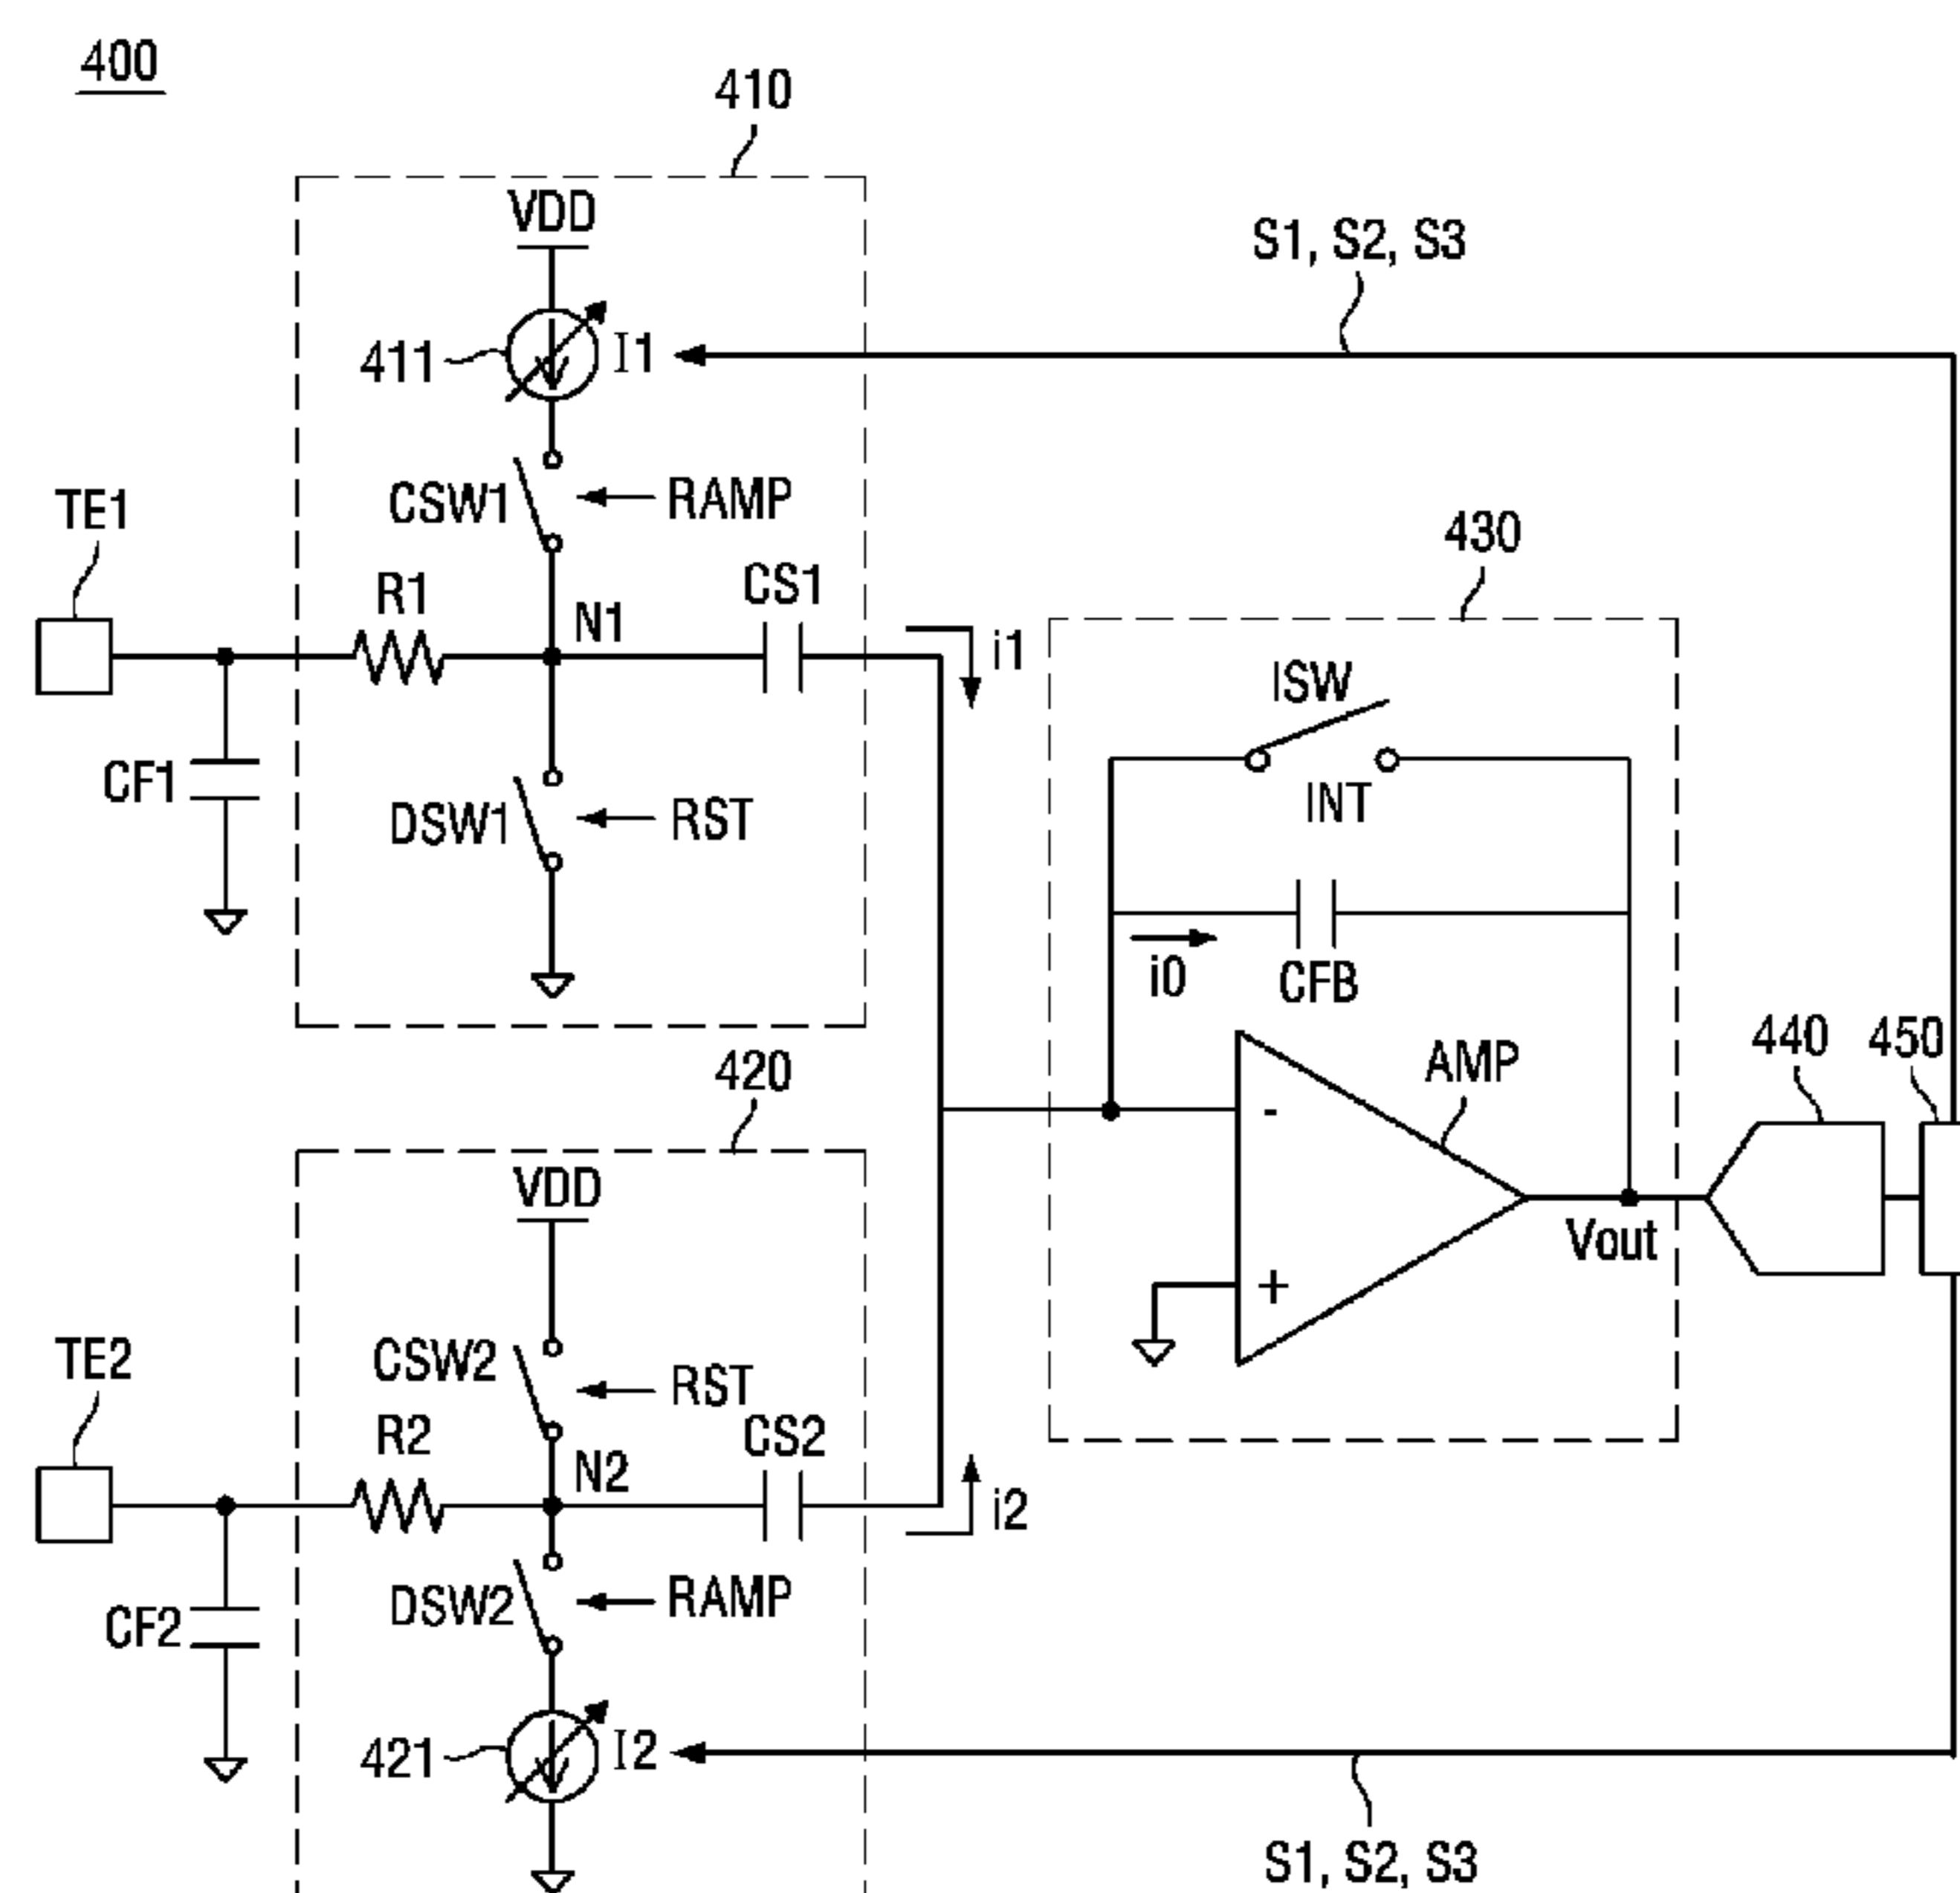 400
410
VDD
S1, S2, S3
411
I1
CSW1
RAMP
TE1
430
R1
N1
CS1
i1
ISW
CF1
DSW1
RST
INT
i0
CFB
440
450
420
AMP
VDD
Vout
-
+
TE2
CSW2
RST
R2
N2
CS2
i2
CF2
DSW2
RAMP
421
I2
S1, S2, S3